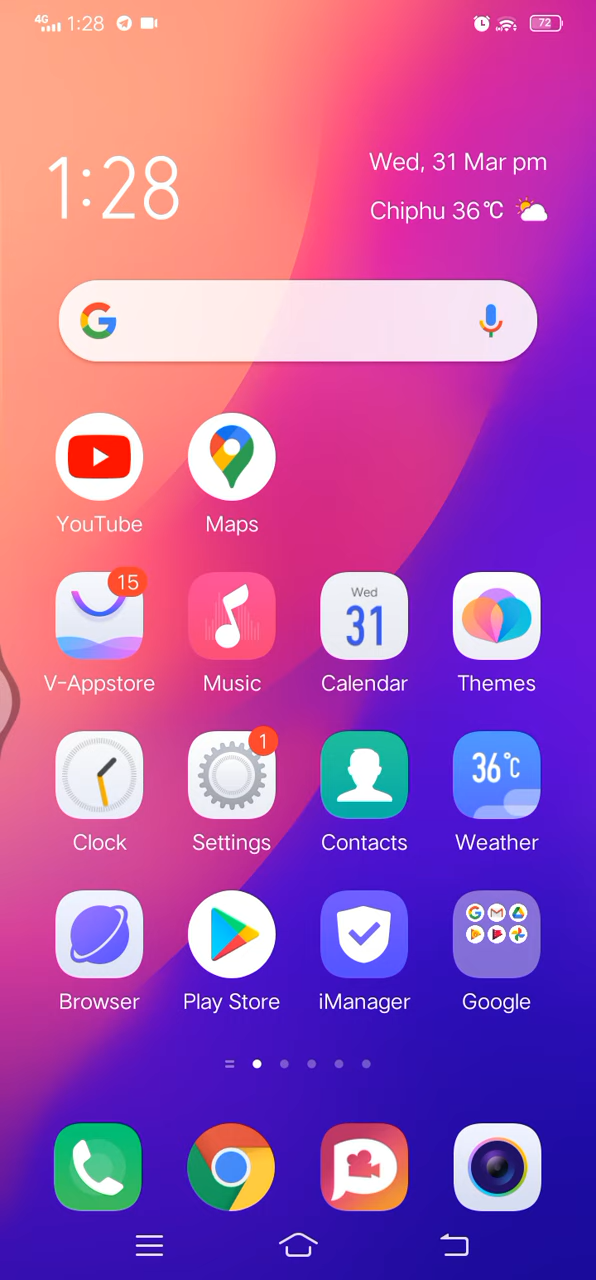 4G 1:28 72
1:28
Wed, 31 Mar pm
Chiphu 36℃
YouTube
Maps
15
V-Appstore
Music
Wed
31
Calendar
Themes
Clock
1
Settings
Contacts
36℃
Weather
Browser
Play Store
iManager
Google